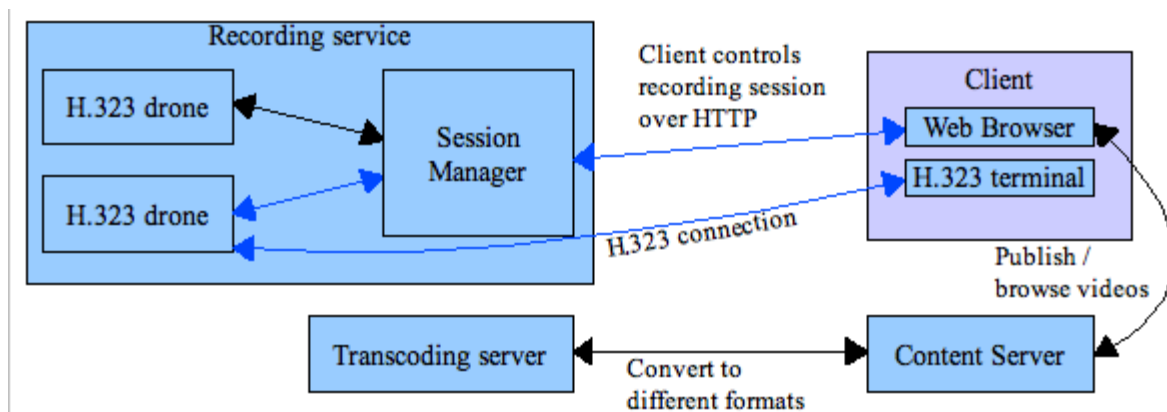 Recording service
H.323 drone
H.323 drone
Session
Manager
Client controls
recording session
over HTTP
Client
Web Browser
H.323 terminal
H.323 connection
Publish /
browse videos
Transcoding server
Convert to
different formats
Content Server